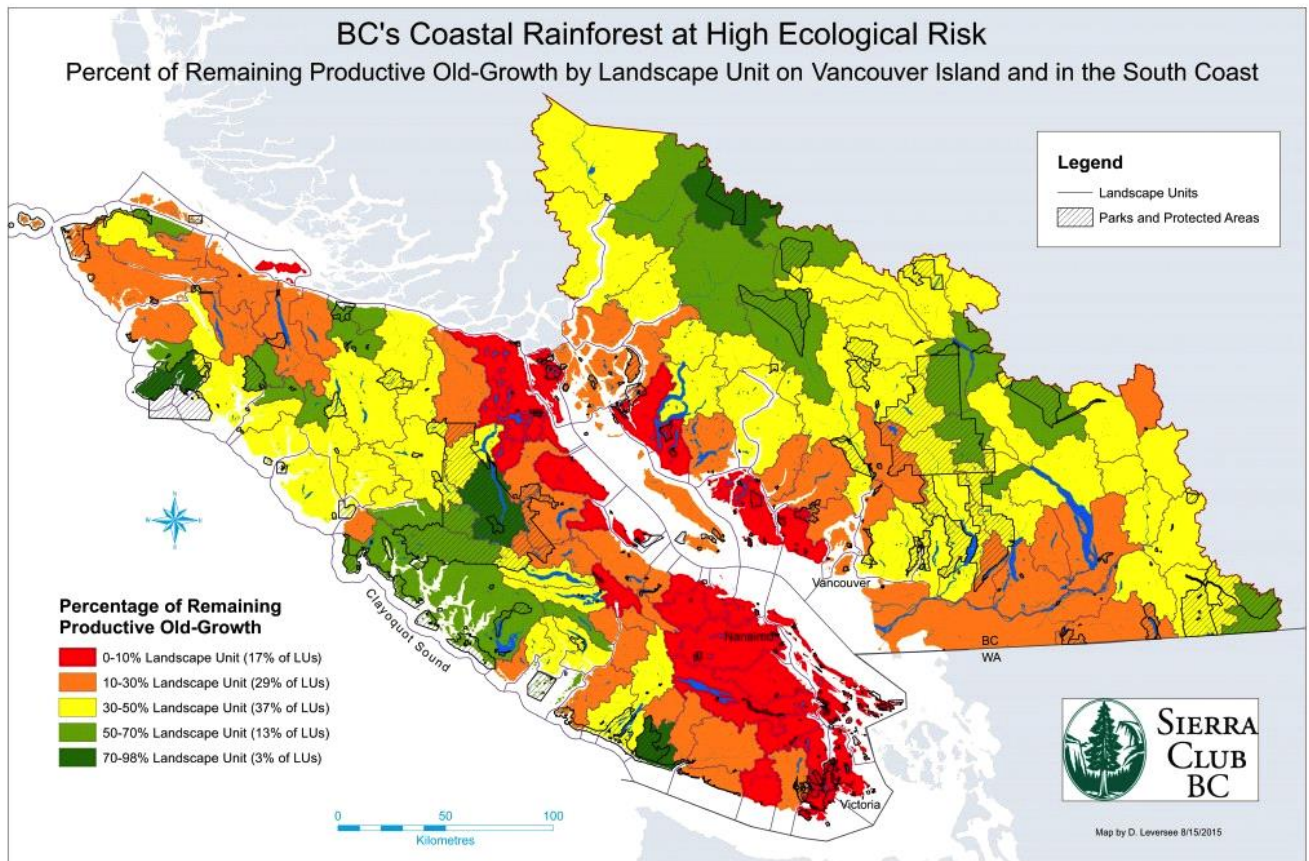 BC's Coastal Rainforest at High Ecological Risk
Percent of Remaining Productive Old-Growth by Landscape Unit on Vancouver Island and in the South Coast
Legend
Landscape Units
Parks and Protected Areas
Vancouver
Nanaimo
BC
WA
Clayoquot Sound
Victoria
Percentage of Remaining
Productive Old-Growth
0-10% Landscape Unit (17% of LUs)
10-30% Landscape Unit (29% of LUs)
30-50% Landscape Unit (37% of LUs)
50-70% Landscape Unit (13% of LUs)
70-98% Landscape Unit (3% of LUs)
0 50 100
Kilometres
SIERRA
CLUB
BC
Map by D. Leversee 8/15/2015